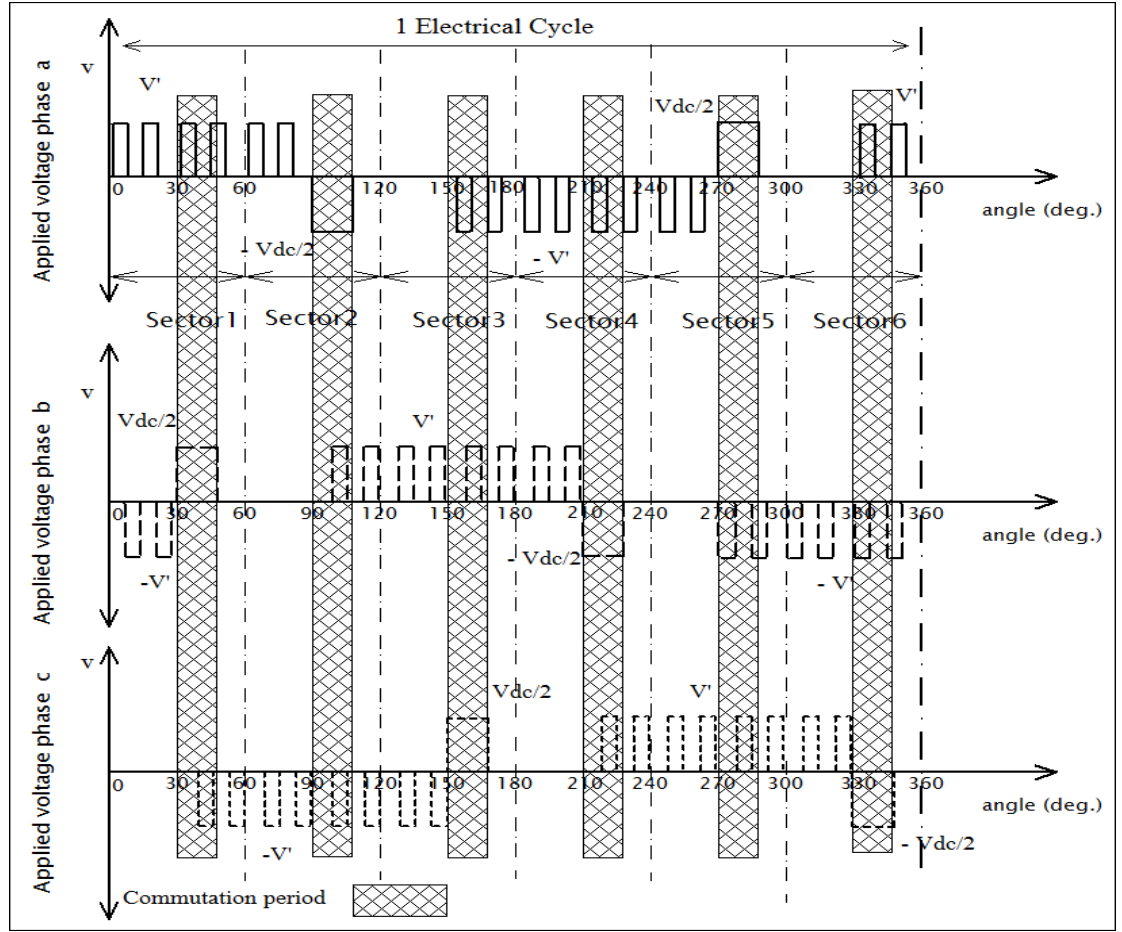 1 Electrical Cycle
v
V'
Vdc/2
V'
Applied voltage phase a
0 30 60 90 120 150 180 210 240 270 300 330 360
angle (deg.)
- Vdc/2
- V'
Sector1 Sector2 Sector3 Sector4 Sector5 Sector6
v
Vdc/2
V'
Applied voltage phase b
0 30 60 90 120 150 180 210 240 270 300 330 360
angle (deg.)
-V'
- Vdc/2
- V'
v
Vdc/2
V'
Applied voltage phase c
0 30 60 90 120 150 180 210 240 270 300 330 360
angle (deg.)
-V'
- Vdc/2
Commutation period